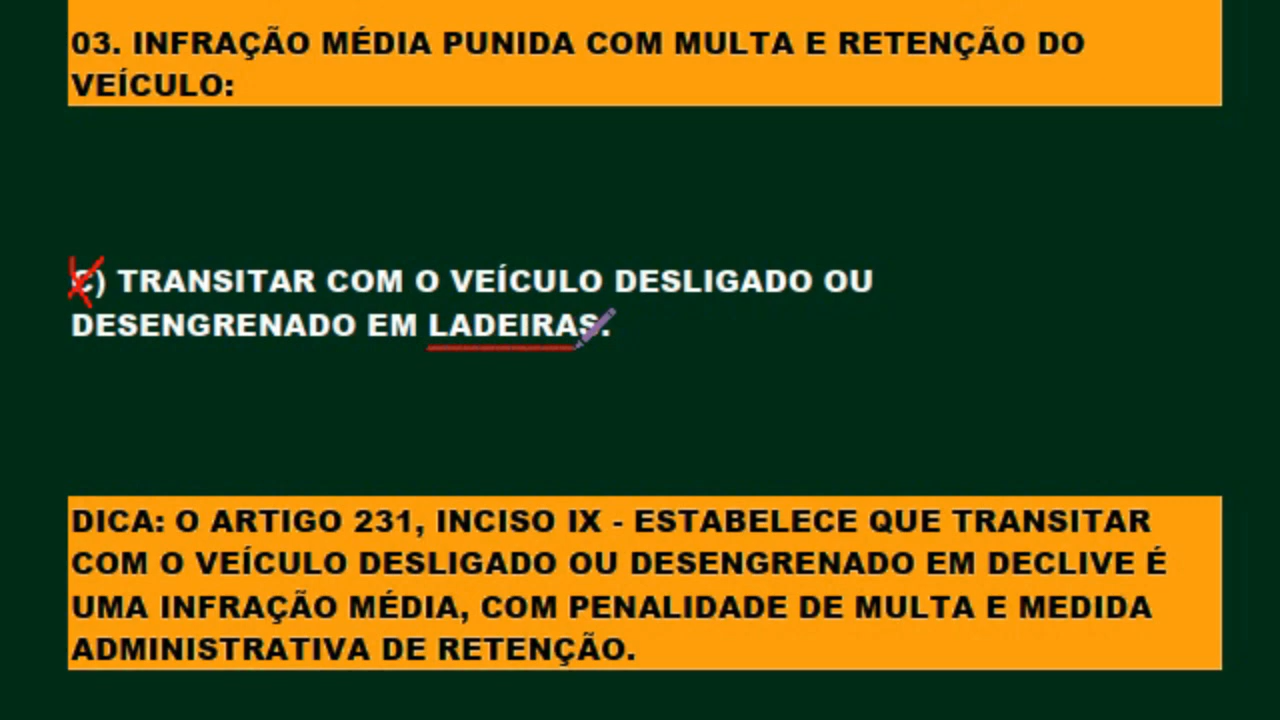 03. INFRAÇÃO MÉDIA PUNIDA COM MULTA E RETENÇÃO DO
VEÍCULO:
C) TRANSITAR COM O VEÍCULO DESLIGADO OU
DESENGRENADO EM LADEIRAS.
DICA: O ARTIGO 231, INCISO IX - ESTABELECE QUE TRANSITAR
COM O VEÍCULO DESLIGADO OU DESENGRENADO EM DECLIVE É
UMA INFRAÇÃO MÉDIA, COM PENALIDADE DE MULTA E MEDIDA
ADMINISTRATIVA DE RETENÇÃO.